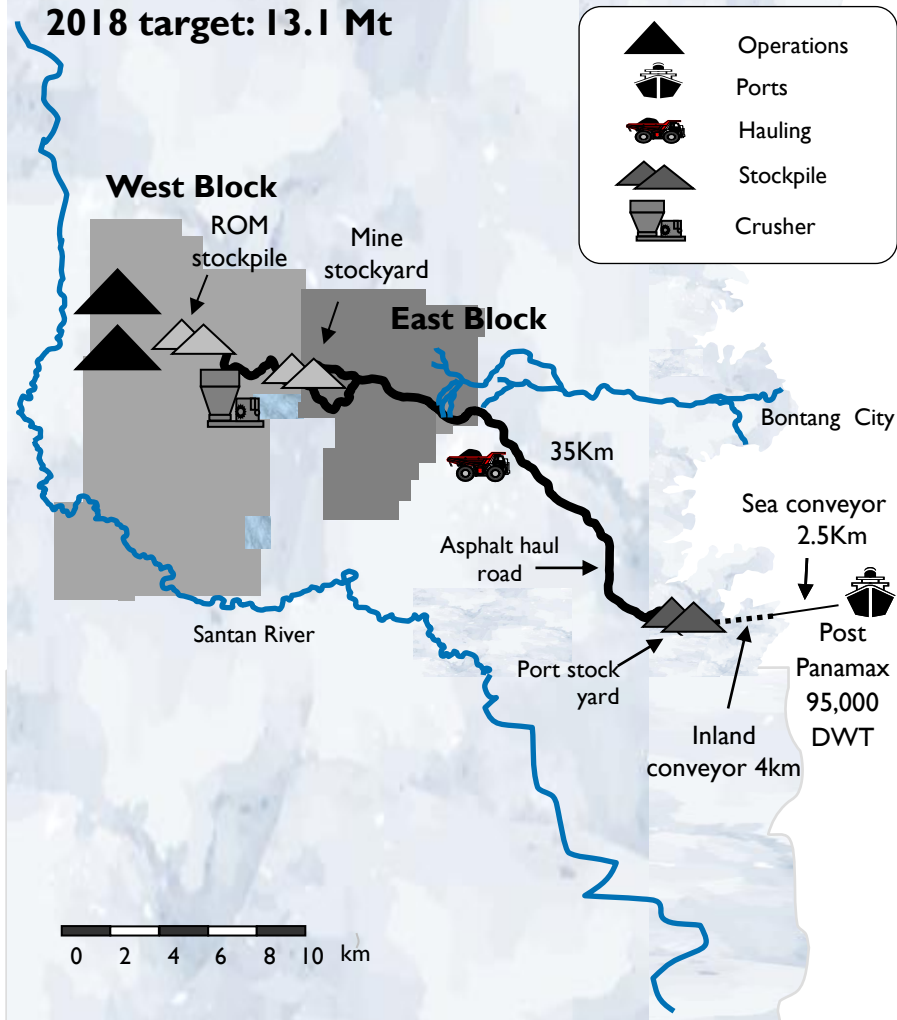 2018 target: 13.1 Mt
Operations
Ports
Hauling
Stockpile
Crusher
West Block
ROM
stockpile
Mine
stockyard
East Block
Bontang City
35Km
Sea conveyor
2.5Km
Asphalt haul
road
Santan River
Port stock
yard
Post
Panamax
95,000
DWT
Inland
conveyor 4km
0 2 4 6 8 10 km